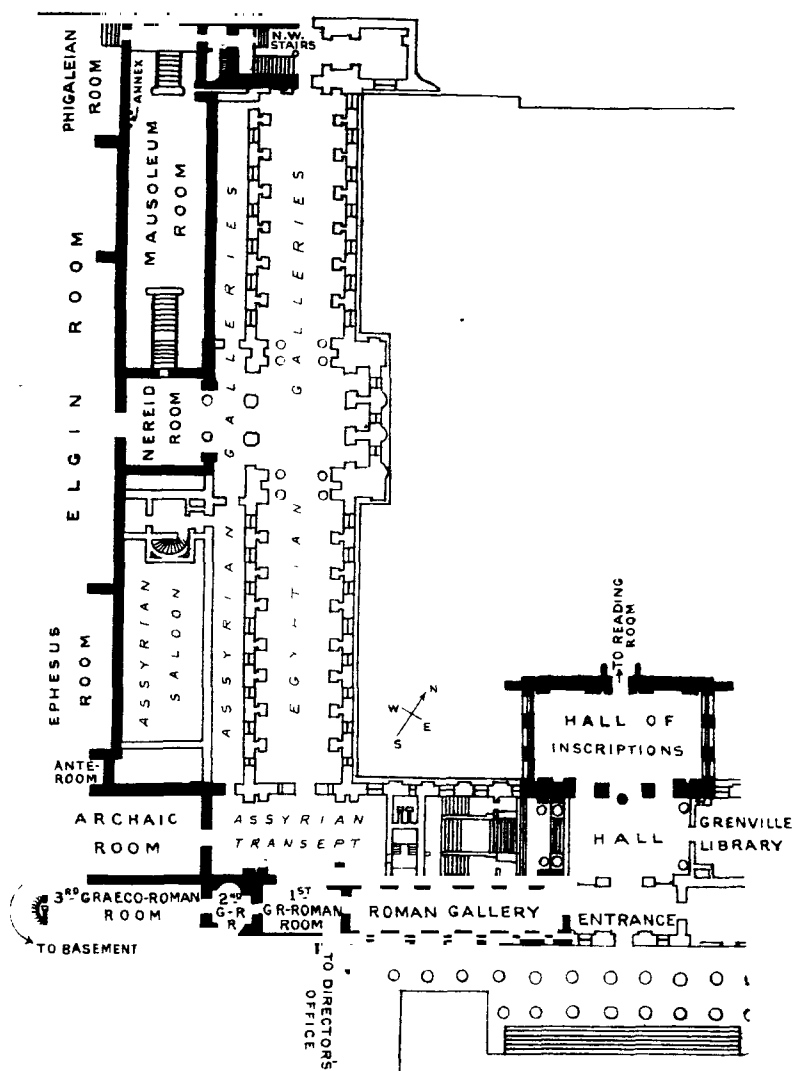 N.W.
STAIRS
PHIGALEIAN
ROOM
ANNEX
MAUSOLEUM
ROOM
ELGIN ROOM
NEREID
ROOM
ASSYRIAN GALLERIES
EGYHTIAN GALLERIES
ASSYRIAN
SALOON
EPHESUS
ROOM
ANTE-
ROOM
N
W
E
S
TO READING
ROOM
HALL OF
INSCRIPTIONS
ARCHAIC
ROOM
ASSYRIAN
TRANSEPT
HALL
GRENVILLE
LIBRARY
3RD GRAECO-ROMAN
ROOM
2ND
G-R
R
1ST
GR-ROMAN
ROOM
ROMAN GALLERY
ENTRANCE
TO BASEMENT
TO DIRECTORS'
OFFICE